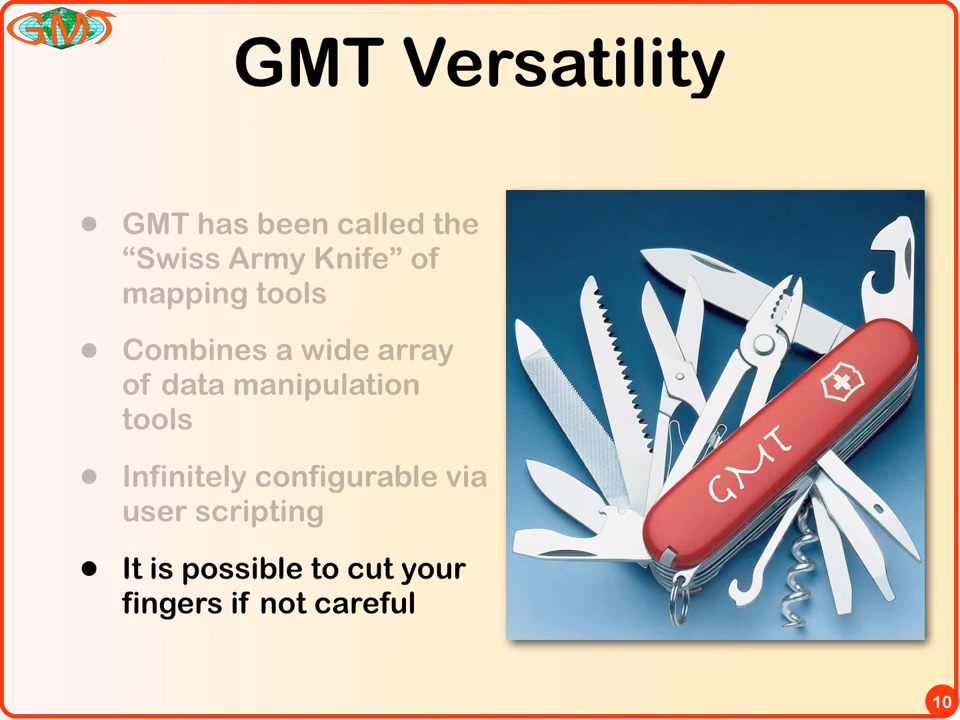 GMT
GMT Versatility
• GMT has been called the
“Swiss Army Knife” of
mapping tools
• Combines a wide array
of data manipulation
tools
• Infinitely configurable via
user scripting
• It is possible to cut your
fingers if not careful
GMT
10